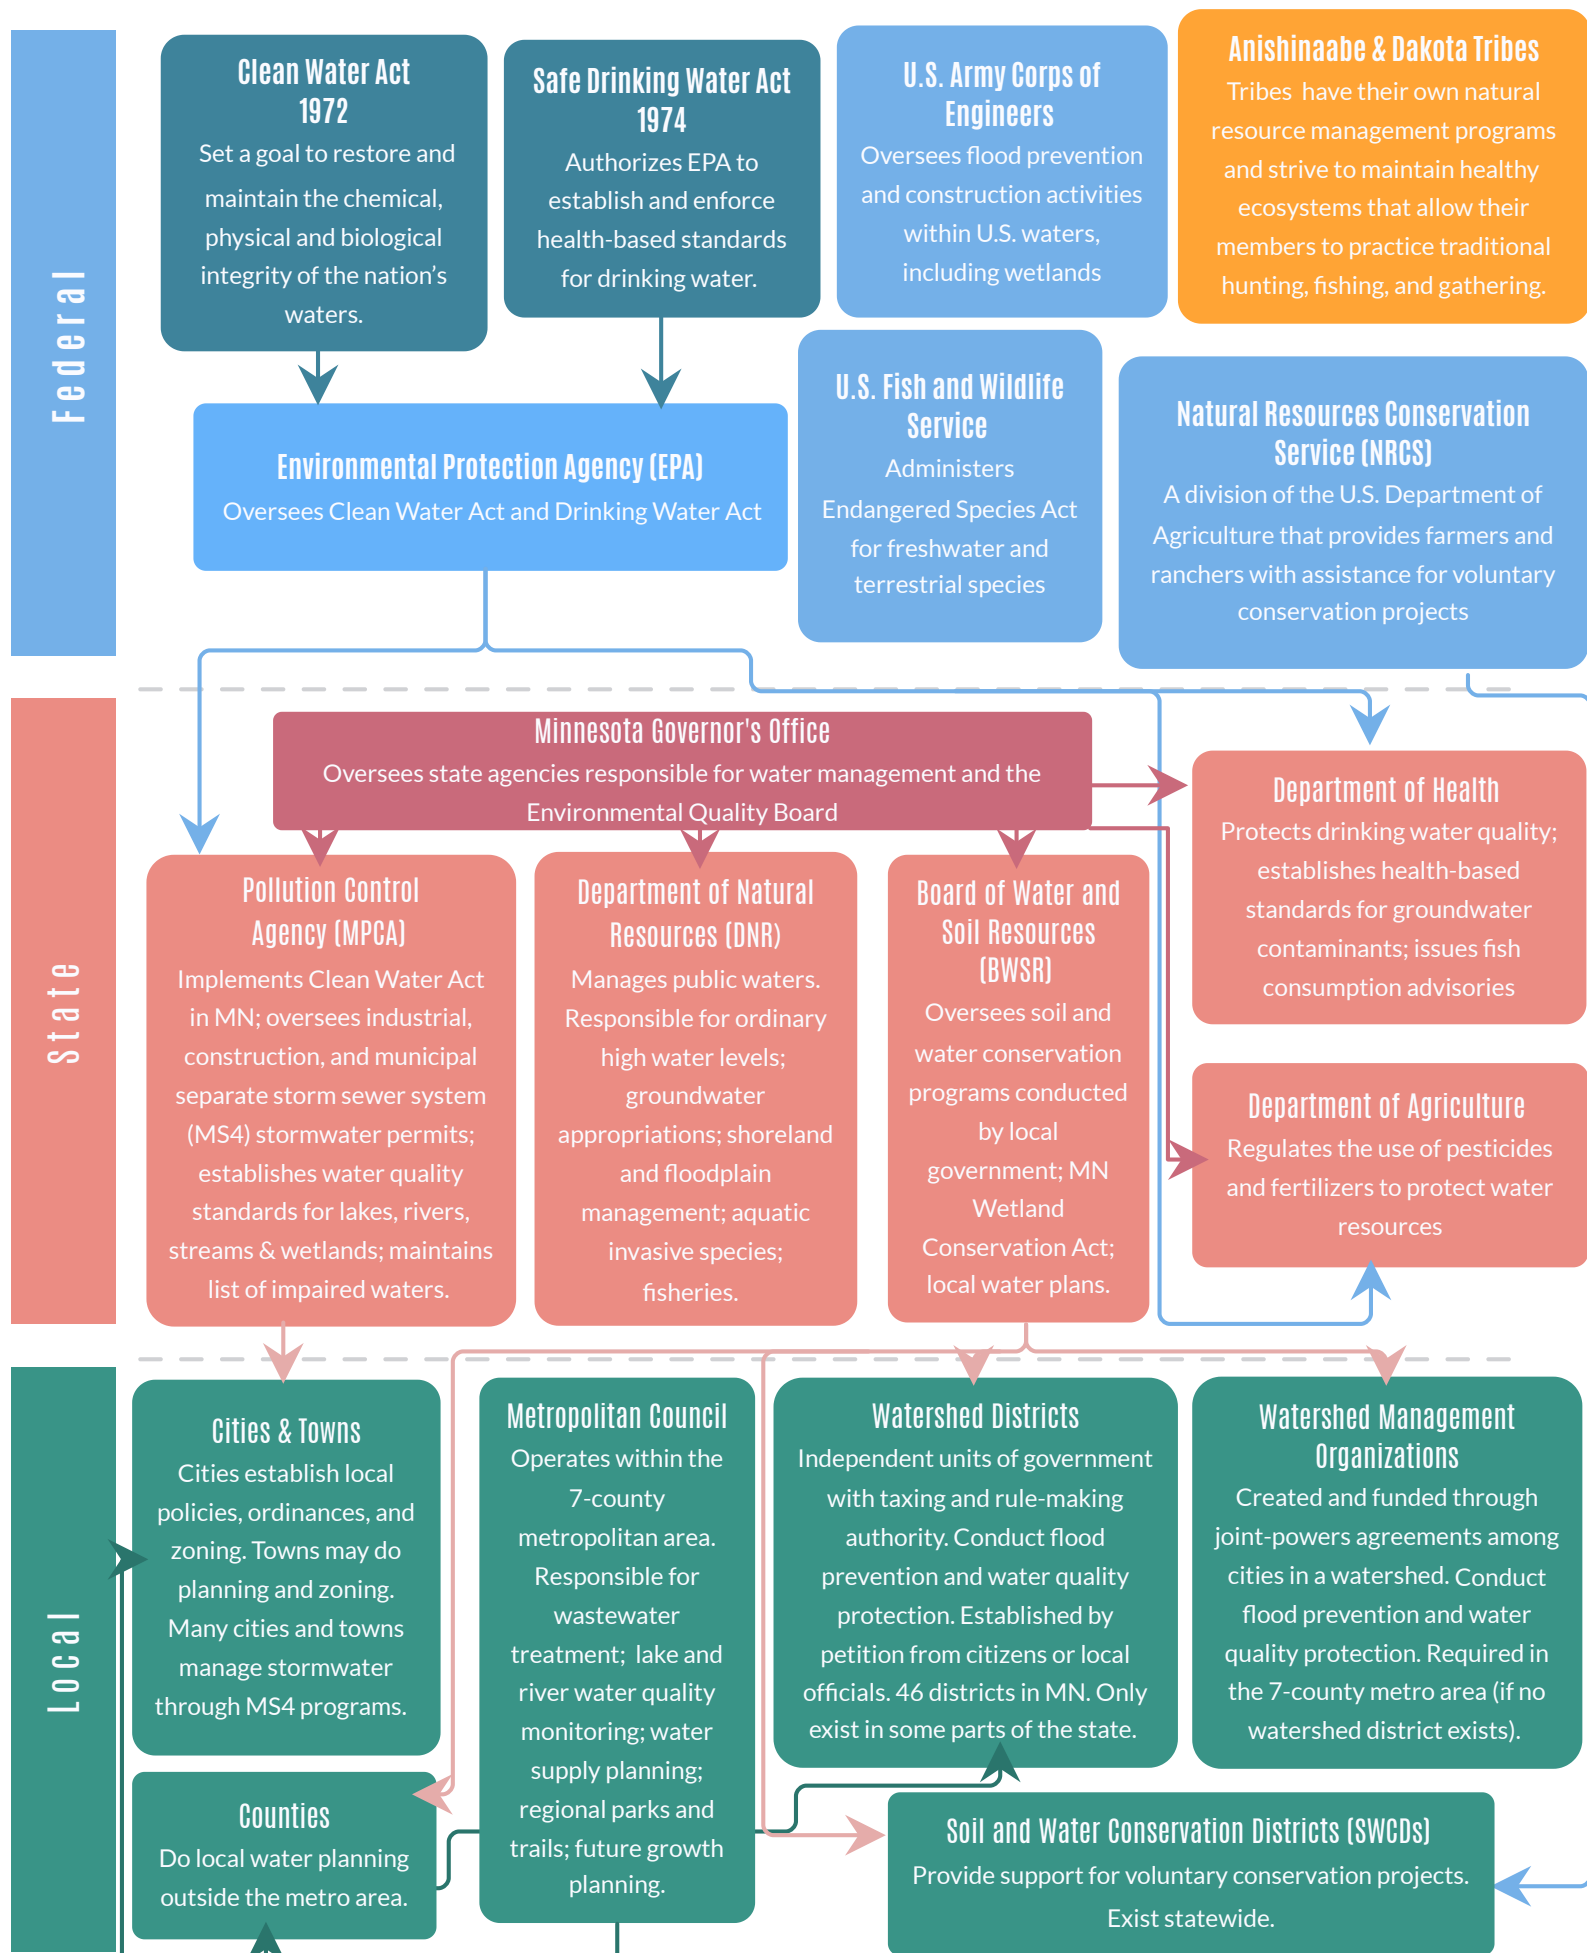 Federal
Clean Water Act
1972
Set a goal to restore and
maintain the chemical,
physical and biological
integrity of the nation's
waters.
Safe Drinking Water Act
1974
Authorizes EPA to
establish and enforce
health-based standards
for drinking water.
U.S. Army Corps of
Engineers
Oversees flood prevention
and construction activities
within U.S. waters,
including wetlands
Anishinaabe & Dakota Tribes
Tribes have their own natural
resource management programs
and strive to maintain healthy
ecosystems that allow their
members to practice traditional
hunting, fishing, and gathering.
Environmental Protection Agency (EPA)
Oversees Clean Water Act and Drinking Water Act
U.S. Fish and Wildlife
Service
Administers
Endangered Species Act
for freshwater and
terrestrial species
Natural Resources Conservation
Service (NRCS)
A division of the U.S. Department of
Agriculture that provides farmers and
ranchers with assistance for voluntary
conservation projects
State
Minnesota Governor's Office
Oversees state agencies responsible for water management and the
Environmental Quality Board
Pollution Control
Agency (MPCA)
Implements Clean Water Act
in MN; oversees industrial,
construction, and municipal
separate storm sewer system
(MS4) stormwater permits;
establishes water quality
standards for lakes, rivers,
streams & wetlands; maintains
list of impaired waters.
Department of Natural
Resources (DNR)
Manages public waters.
Responsible for ordinary
high water levels;
groundwater
appropriations; shoreland
and floodplain
management; aquatic
invasive species;
fisheries.
Board of Water and
Soil Resources
(BWSR)
Oversees soil and
water conservation
programs conducted
by local
government; MN
Wetland
Conservation Act;
local water plans.
Department of Health
Protects drinking water quality;
establishes health-based
standards for groundwater
contaminants; issues fish
consumption advisories
Department of Agriculture
Regulates the use of pesticides
and fertilizers to protect water
resources
Local
Cities & Towns
Cities establish local
policies, ordinances, and
zoning. Towns may do
planning and zoning.
Many cities and towns
manage stormwater
through MS4 programs.
Counties
Do local water planning
outside the metro area.
Metropolitan Council
Operates within the
7-county
metropolitan area.
Responsible for
wastewater
treatment; lake and
river water quality
monitoring; water
supply planning;
regional parks and
trails; future growth
planning.
Watershed Districts
Independent units of government
with taxing and rule-making
authority. Conduct flood
prevention and water quality
protection. Established by
petition from citizens or local
officials. 46 districts in MN. Only
exist in some parts of the state.
Watershed Management
Organizations
Created and funded through
joint-powers agreements among
cities in a watershed. Conduct
flood prevention and water
quality protection. Required in
the 7-county metro area (if no
watershed district exists).
Soil and Water Conservation Districts (SWCDs)
Provide support for voluntary conservation projects.
Exist statewide.